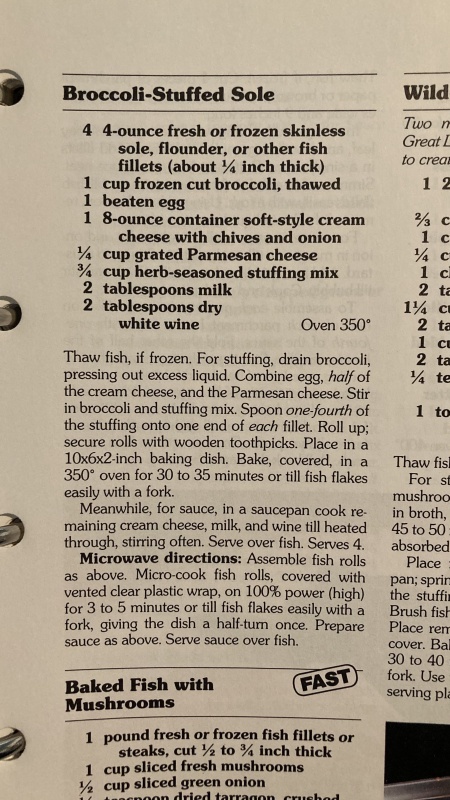 Broccoli-Stuffed Sole
4 4-ounce fresh or frozen skinless
sole, flounder, or other fish
fillets (about ¼ inch thick)
1 cup frozen cut broccoli, thawed
1 beaten egg
1 8-ounce container soft-style cream
cheese with chives and onion
¼ cup grated Parmesan cheese
¾ cup herb-seasoned stuffing mix
2 tablespoons milk
2 tablespoons dry
white wine Oven 350°
Thaw fish, if frozen. For stuffing, drain broccoli,
pressing out excess liquid. Combine egg, half of
the cream cheese, and the Parmesan cheese. Stir
in broccoli and stuffing mix. Spoon one-fourth of
the stuffing onto one end of each fillet. Roll up;
secure rolls with wooden toothpicks. Place in a
10x6x2-inch baking dish. Bake, covered, in a
350° oven for 30 to 35 minutes or till fish flakes
easily with a fork.
Meanwhile, for sauce, in a saucepan cook re-
maining cream cheese, milk, and wine till heated
through, stirring often. Serve over fish. Serves 4.
Microwave directions: Assemble fish rolls
as above. Micro-cook fish rolls, covered with
vented clear plastic wrap, on 100% power (high)
for 3 to 5 minutes or till fish flakes easily with a
fork, giving the dish a half-turn once. Prepare
sauce as above. Serve sauce over fish.
Baked Fish with
Mushrooms
FAST
1 pound fresh or frozen fish fillets or
steaks, cut ½ to ¾ inch thick
1 cup sliced fresh mushrooms
½ cup sliced green onion
teaspoon dried tarragon, crushed
Wild
Two
Great
to
1 2
⅔
1
¼
1
2
1¼
2
1
2
¼
1
Thaw
For
in broth,
45 to 50
absorbed
Place
pan;
the
Brush
Place
cover.
30 to 40
fork. Use
serving